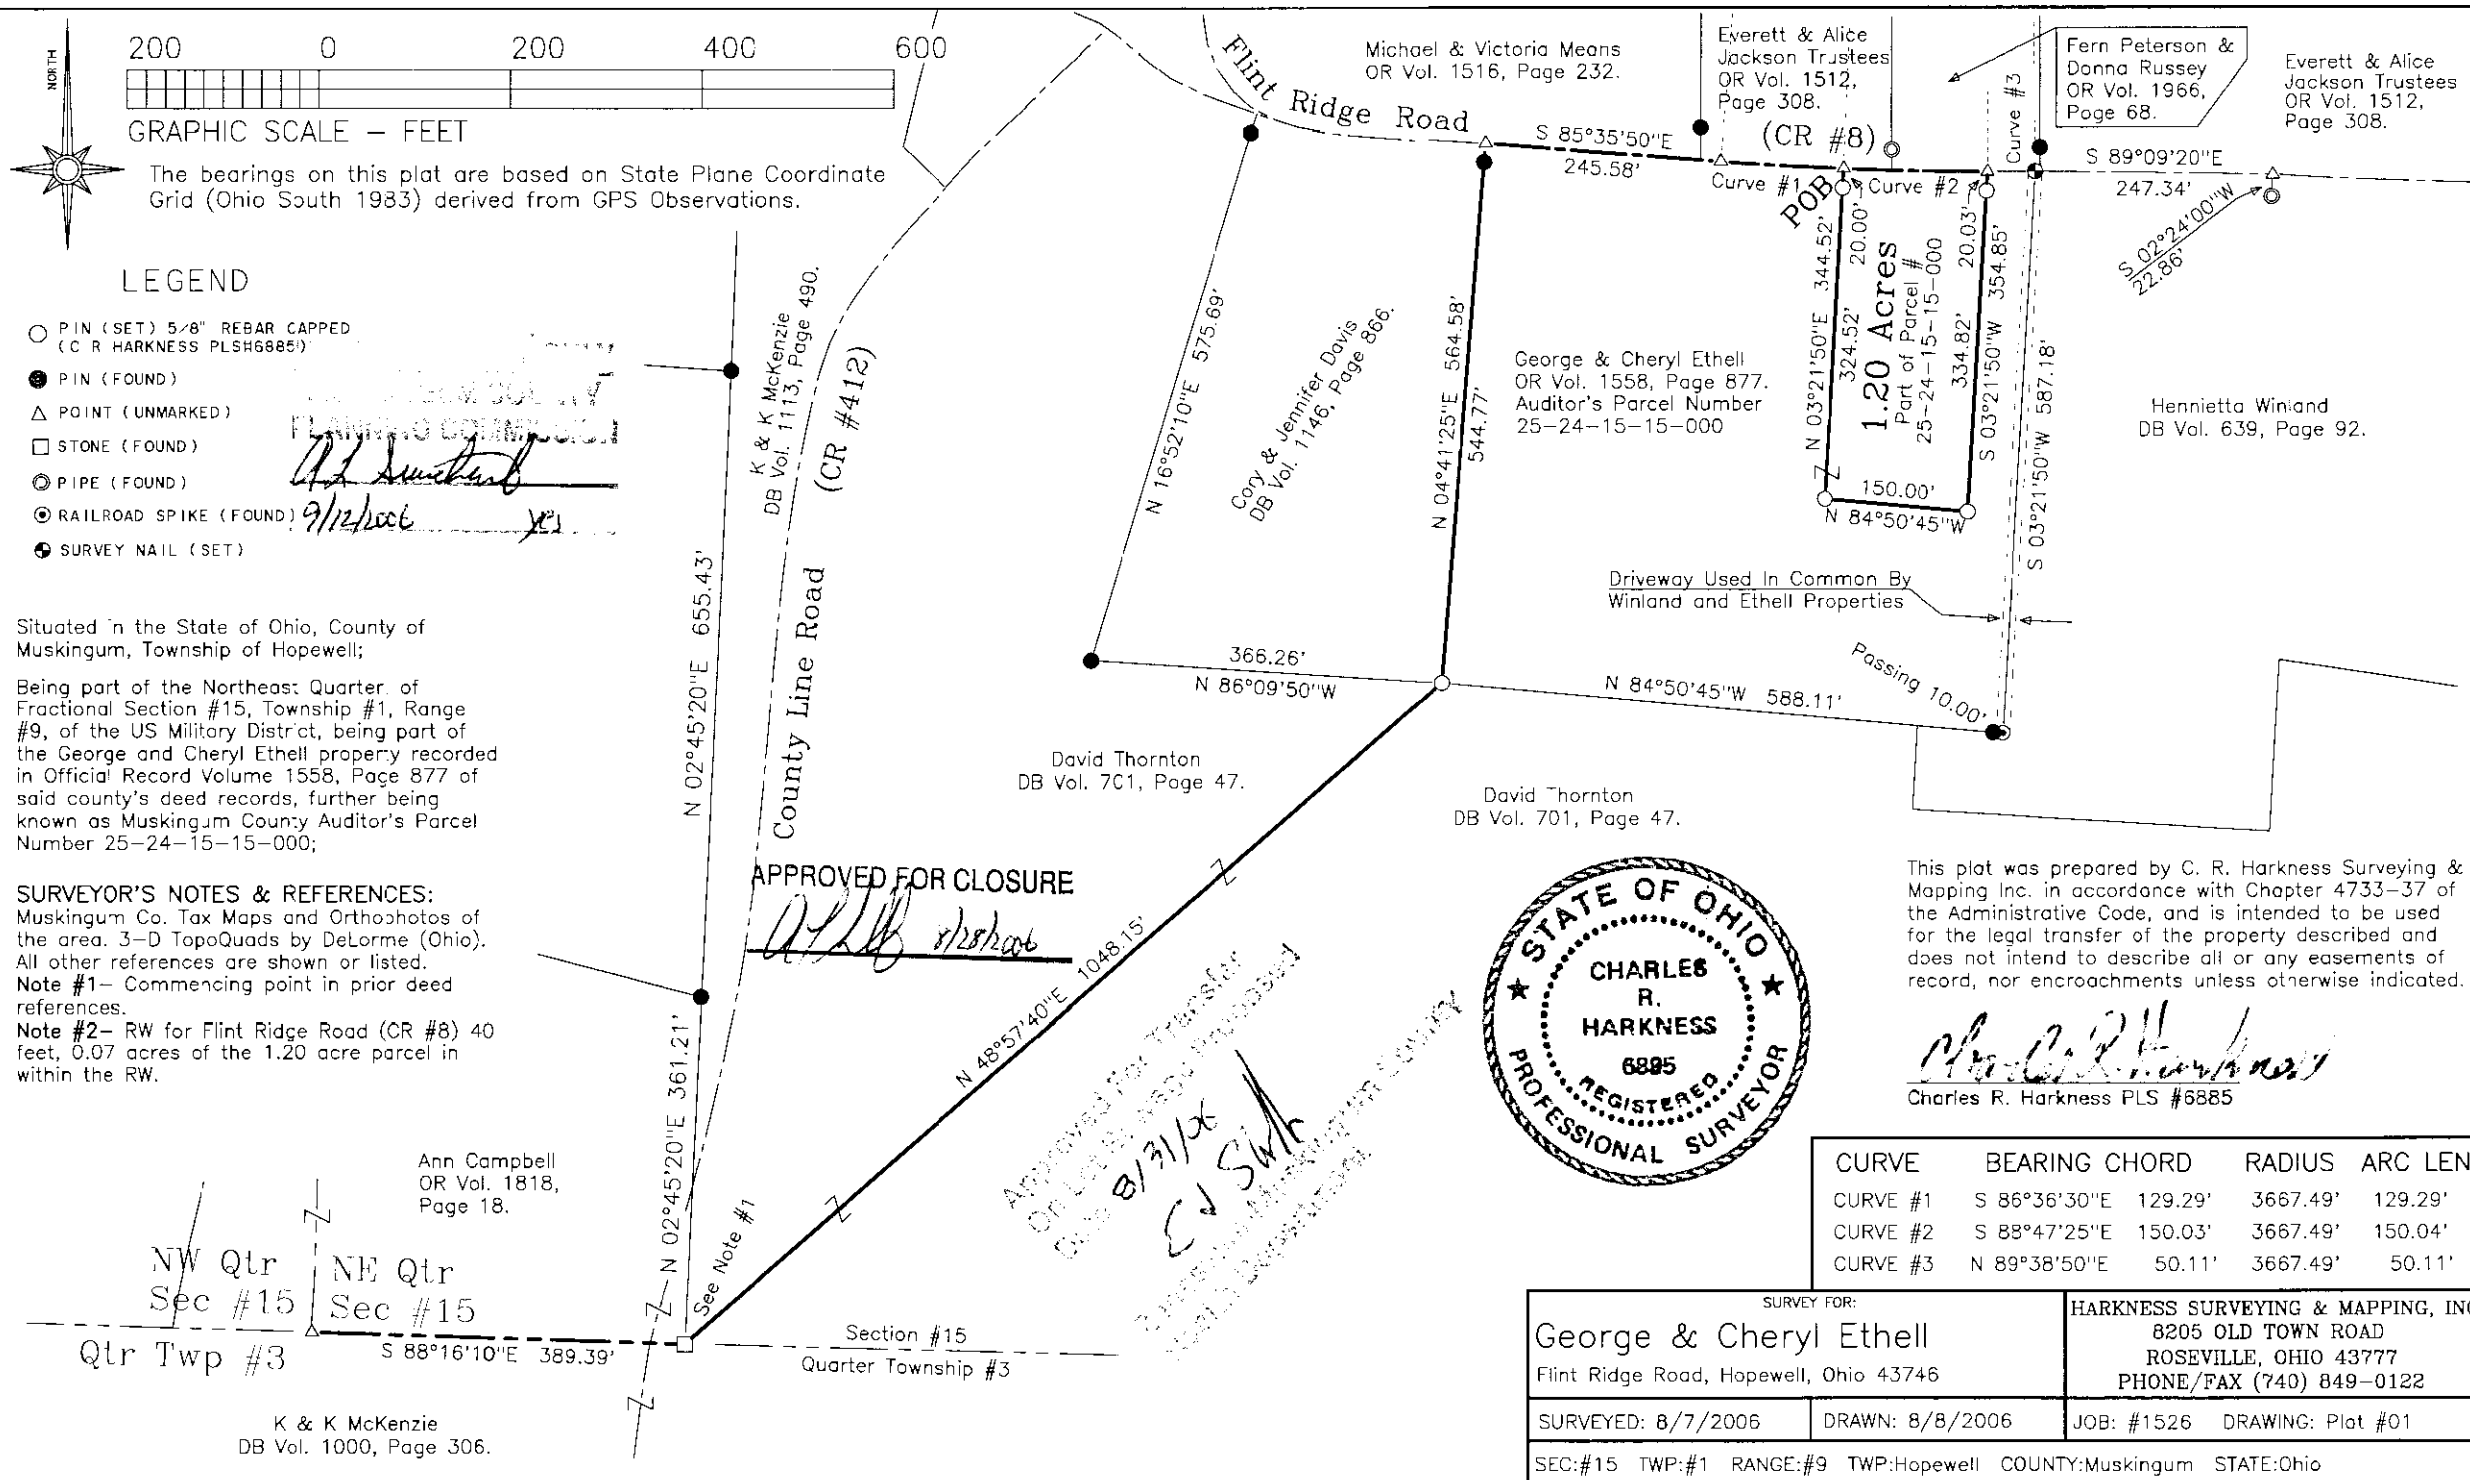 NORTH
200 0 200 400 600
GRAPHIC SCALE – FEET
The bearings on this plat are based on State Plane Coordinate
Grid (Ohio South 1983) derived from GPS Observations.
LEGEND
PIN (SET) 5/8" REBAR CAPPED
(C R HARKNESS PLS#6885)
PIN (FOUND)
POINT (UNMARKED)
STONE (FOUND)
PIPE (FOUND)
RAILROAD SPIKE (FOUND)
SURVEY NAIL (SET)
PLANNING COMMISSION
9/12/2006 yes
Situated in the State of Ohio, County of
Muskingum, Township of Hopewell;
Being part of the Northeast Quarter of
Fractional Section #15, Township #1, Range
#9, of the US Military District, being part of
the George and Cheryl Ethell property recorded
in Official Record Volume 1558, Page 877 of
said county's deed records, further being
known as Muskingum County Auditor's Parcel
Number 25–24–15–15–000;
SURVEYOR'S NOTES & REFERENCES:
Muskingum Co. Tax Maps and Orthophotos of
the area. 3–D TopoQuads by DeLorme (Ohio).
All other references are shown or listed.
Note #1– Commencing point in prior deed
references.
Note #2– RW for Flint Ridge Road (CR #8) 40
feet, 0.07 acres of the 1.20 acre parcel in
within the RW.
Ann Campbell
OR Vol. 1818,
Page 18.
NW Qtr
Sec #15
NE Qtr
Sec #15
Qtr Twp #3
S 88°16'10"E 389.39'
K & K McKenzie
DB Vol. 1000, Page 306.
Section #15
Quarter Township #3
See Note #1
N 02°45'20"E 361.21'
N 02°45'20"E 655.43'
K & K McKenzie
DB Vol. 1113, Page 490.
County Line Road (CR #412)
APPROVED FOR CLOSURE
8/28/2006
N 48°57'40"E 1048.15'
Approved For Transfer
8/31/06
N 16°52'10"E 575.69'
Cory & Jennifer Davis
DB Vol. 1146, Page 866.
366.26'
N 86°09'50"W
David Thornton
DB Vol. 701, Page 47.
David Thornton
DB Vol. 701, Page 47.
N 04°41'25"E 564.58'
544.77'
Flint Ridge Road (CR #8)
Michael & Victoria Means
OR Vol. 1516, Page 232.
Everett & Alice
Jackson Trustees
OR Vol. 1512,
Page 308.
Fern Peterson &
Donna Russey
OR Vol. 1966,
Page 68.
Everett & Alice
Jackson Trustees
OR Vol. 1512,
Page 308.
S 85°35'50"E
245.58'
Curve #1
Curve #2
Curve #3
POB
S 89°09'20"E
247.34'
S 02°24'00"W
22.86'
George & Cheryl Ethell
OR Vol. 1558, Page 877.
Auditor's Parcel Number
25–24–15–15–000
N 03°21'50"E 344.52'
324.52'
20.00'
1.20 Acres
Part of Parcel #
25–24–15–15–000
20.03'
334.82'
S 03°21'50"W 354.85'
150.00'
N 84°50'45"W
S 03°21'50"W 587.18'
Hennietta Winland
DB Vol. 639, Page 92.
Driveway Used In Common By
Winland and Ethell Properties
N 84°50'45"W 588.11'
Passing 10.00'
STATE OF OHIO
CHARLES
R.
HARKNESS
6885
REGISTERED
PROFESSIONAL SURVEYOR
This plat was prepared by C. R. Harkness Surveying &
Mapping Inc. in accordance with Chapter 4733–37 of
the Administrative Code, and is intended to be used
for the legal transfer of the property described and
does not intend to describe all or any easements of
record, nor encroachments unless otherwise indicated.
Charles R. Harkness
Charles R. Harkness PLS #6885
CURVE BEARING CHORD RADIUS ARC LEN
CURVE #1 S 86°36'30"E 129.29' 3667.49' 129.29'
CURVE #2 S 88°47'25"E 150.03' 3667.49' 150.04'
CURVE #3 N 89°38'50"E 50.11' 3667.49' 50.11'
SURVEY FOR:
George & Cheryl Ethell
Flint Ridge Road, Hopewell, Ohio 43746
HARKNESS SURVEYING & MAPPING, INC
8205 OLD TOWN ROAD
ROSEVILLE, OHIO 43777
PHONE/FAX (740) 849–0122
SURVEYED: 8/7/2006 DRAWN: 8/8/2006 JOB: #1526 DRAWING: Plat #01
SEC:#15 TWP:#1 RANGE:#9 TWP:Hopewell COUNTY:Muskingum STATE:Ohio